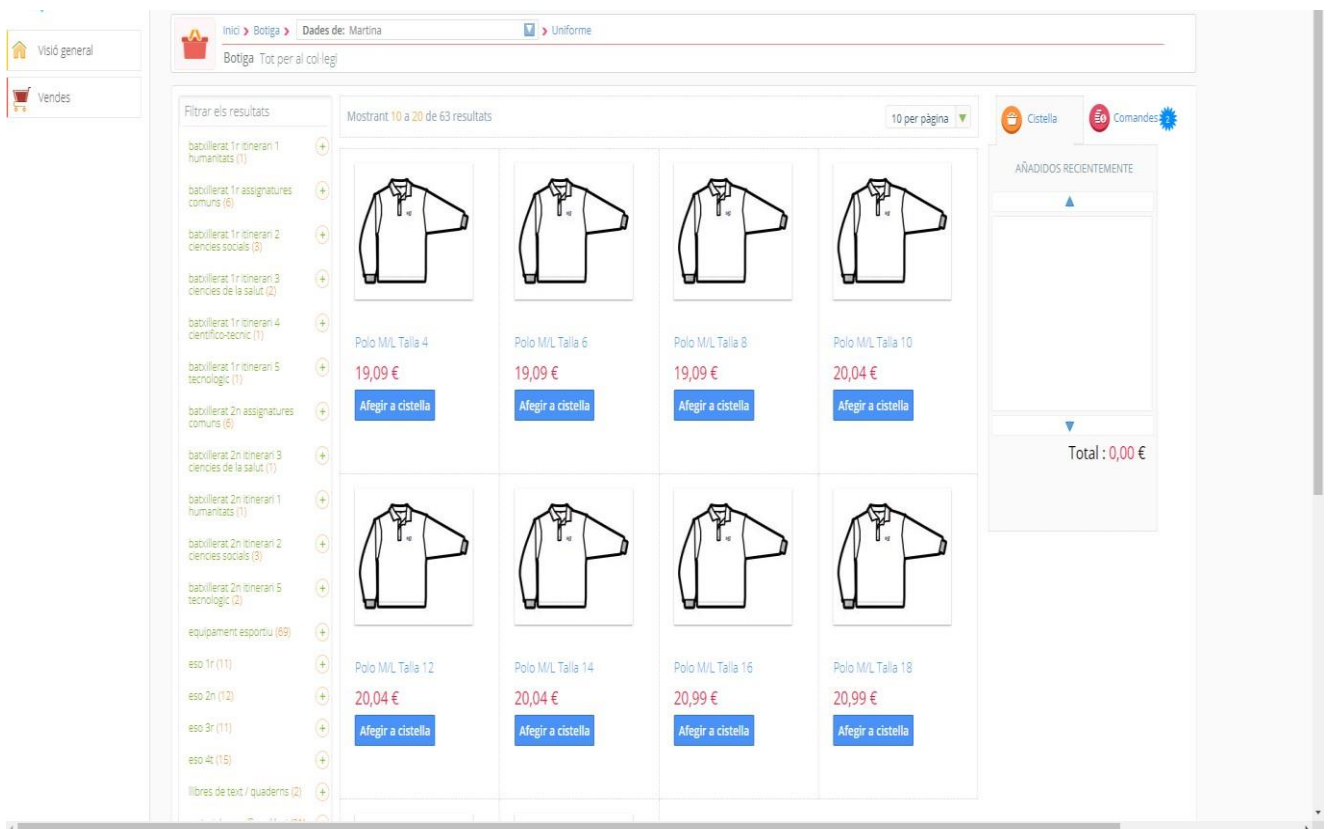 Inici > Botiga > Dades de: Martina > Uniforme
Botiga Tot per al col·legi
Visió general
Vendes
Filtrar els resultats
batxillerat 1r itinerari 1
humanitats (1)
batxillerat 1r assignatures
comuns (6)
batxillerat 1r itinerari 2
ciencies socials (3)
batxillerat 1r itinerari 3
ciencies de la salut (2)
batxillerat 1r itinerari 4
cientifico-tecnic (1)
batxillerat 1r itinerari 5
tecnologic (1)
batxillerat 2n assignatures
comuns (6)
batxillerat 2n itinerari 3
ciencies de la salut (1)
batxillerat 2n itinerari 1
humanitats (1)
batxillerat 2n itinerari 2
ciencies socials (3)
batxillerat 2n itinerari 5
tecnologic (2)
equipament esportiu (69)
eso 1r (11)
eso 2n (12)
eso 3r (11)
eso 4t (15)
llibres de text / quaderns (2)
Mostrant 10 a 20 de 63 resultats
10 per pàgina
Polo M/L Talla 4
19,09 €
Afegir a cistella
Polo M/L Talla 6
19,09 €
Afegir a cistella
Polo M/L Talla 8
19,09 €
Afegir a cistella
Polo M/L Talla 10
20,04 €
Afegir a cistella
Polo M/L Talla 12
20,04 €
Afegir a cistella
Polo M/L Talla 14
20,04 €
Afegir a cistella
Polo M/L Talla 16
20,99 €
Afegir a cistella
Polo M/L Talla 18
20,99 €
Afegir a cistella
Cistella
Comandes 2
AÑADIDOS RECIENTEMENTE
Total : 0,00 €